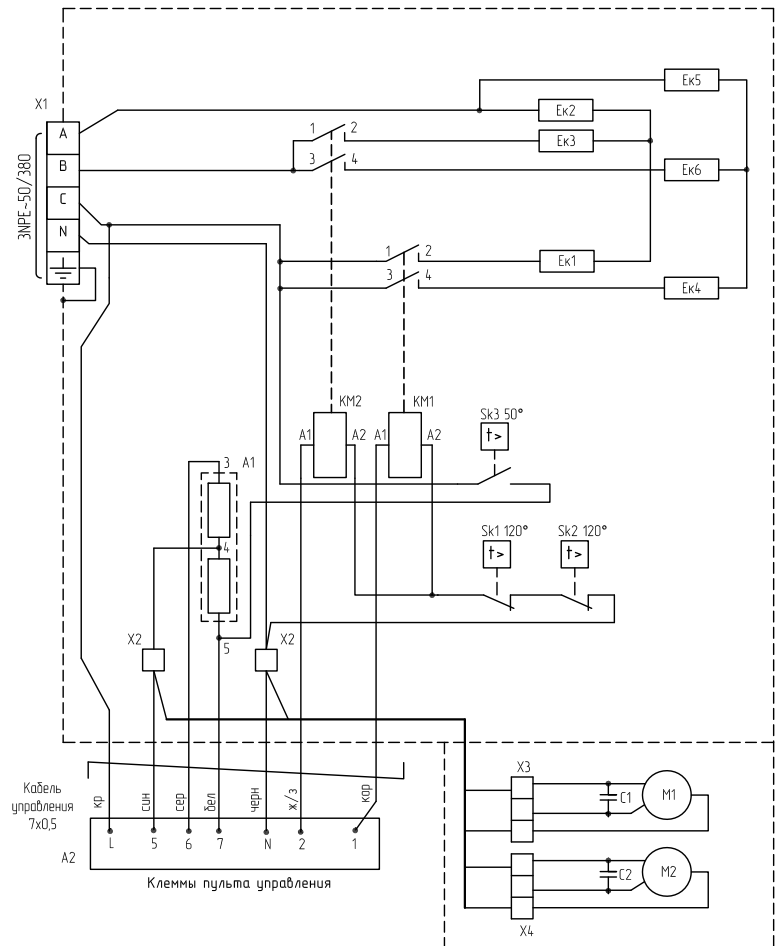 Ек5
X1
Ек2
A
1 2
Ек3
B
3 4
Ек6
C
3NPE~50/380
N
1 2
Ек1
3 4
Ек4
КМ2
КМ1
Sk3 50°
t>
A1 A2 A1 A2
3 A1
Sk1 120° Sk2 120°
t> t>
4
X2 X2
5
Кабель
управления
7х0,5
кр
син
сер
бел
черн
ж/з
кор
X3
C1
M1
L 5 6 7 N 2 1
A2
Клеммы пульта управления
C2
M2
X4